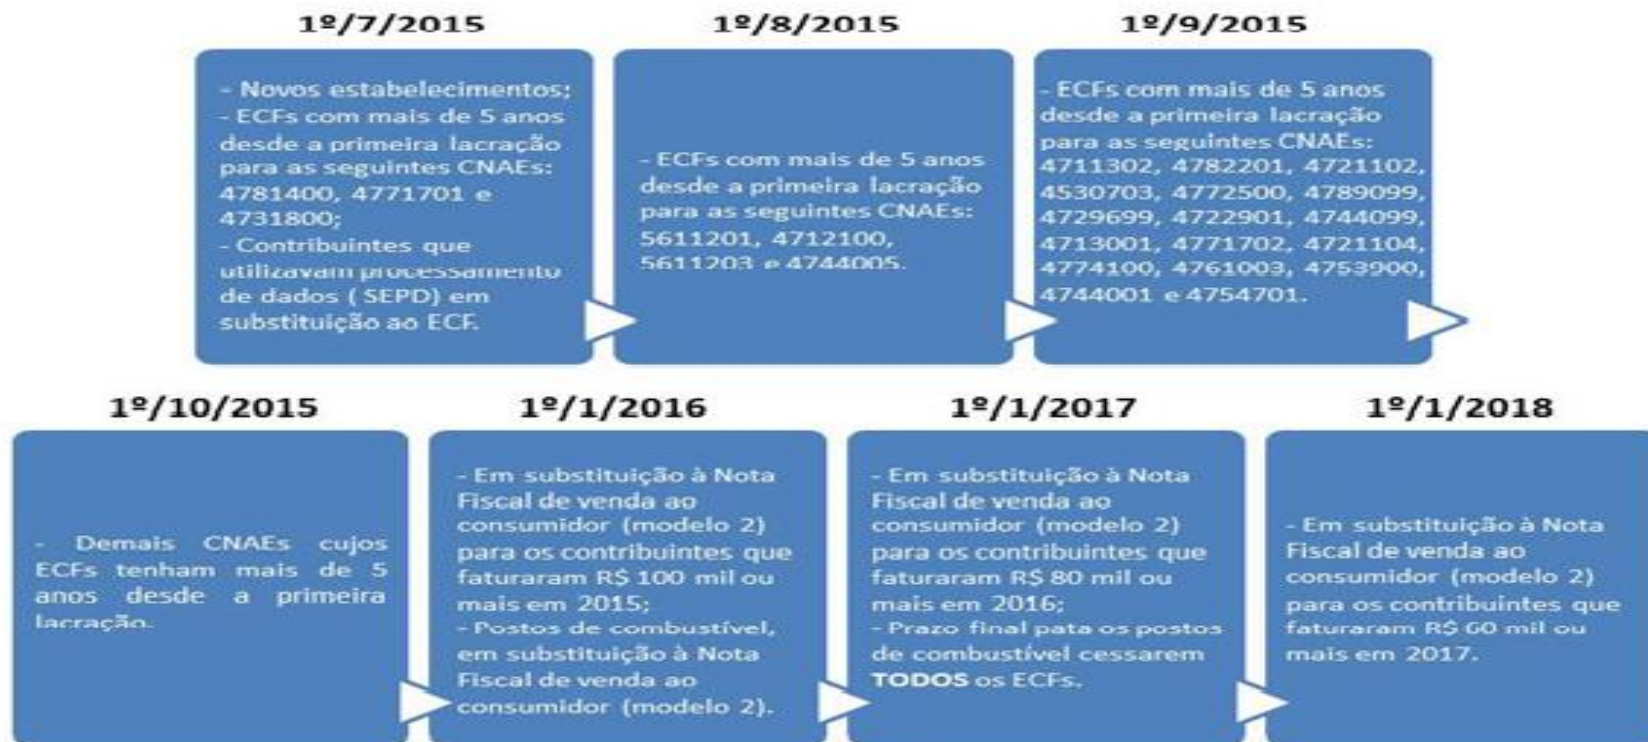 1º/7/2015
- Novos estabelecimentos;
- ECFs com mais de 5 anos
desde a primeira lacração
para as seguintes CNAEs:
4781400, 4771701 e
4731800;
- Contribuintes que
utilizavam processamento
de dados ( SEPD) em
substituição ao ECF.
1º/8/2015
- ECFs com mais de 5 anos
desde a primeira lacração
para as seguintes CNAEs:
5611201, 4712100,
5611203 e 4744005.
1º/9/2015
- ECFs com mais de 5 anos
desde a primeira lacração
para as seguintes CNAEs:
4711302, 4782201, 4721102,
4530703, 4772500, 4789099,
4729699, 4722901, 4744099,
4713001, 4771702, 4721104,
4774100, 4761003, 4753900,
4744001 e 4754701.
1º/10/2015
- Demais CNAEs cujos
ECFs tenham mais de 5
anos desde a primeira
lacração.
1º/1/2016
- Em substituição à Nota
Fiscal de venda ao
consumidor (modelo 2)
para os contribuintes que
faturaram R$ 100 mil ou
mais em 2015;
- Postos de combustível,
em substituição à Nota
Fiscal de venda ao
consumidor (modelo 2).
1º/1/2017
- Em substituição à Nota
Fiscal de venda ao
consumidor (modelo 2)
para os contribuintes que
faturaram R$ 80 mil ou
mais em 2016;
- Prazo final pata os postos
de combustível cessarem
TODOS os ECFs.
1º/1/2018
- Em substituição à Nota
Fiscal de venda ao
consumidor (modelo 2)
para os contribuintes que
faturaram R$ 60 mil ou
mais em 2017.